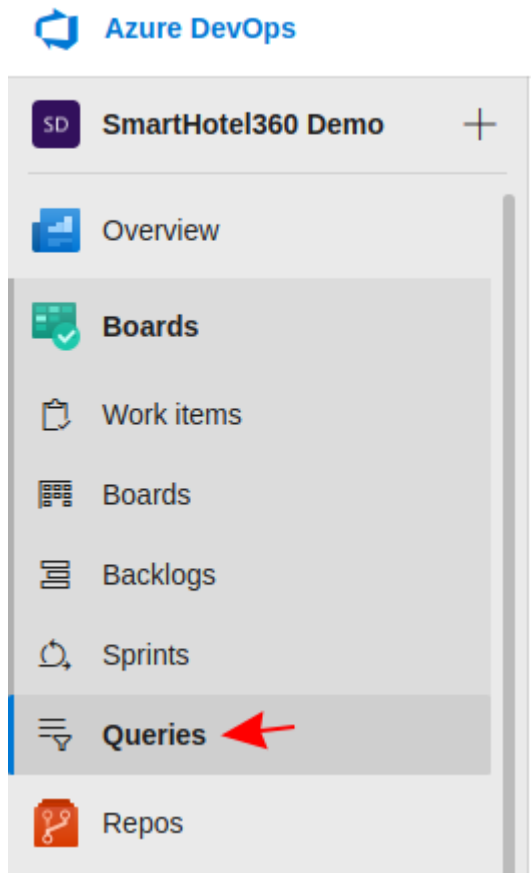 Azure DevOps
SD SmartHotel360 Demo
Overview
Boards
Work items
Boards
Backlogs
Sprints
Queries
Repos